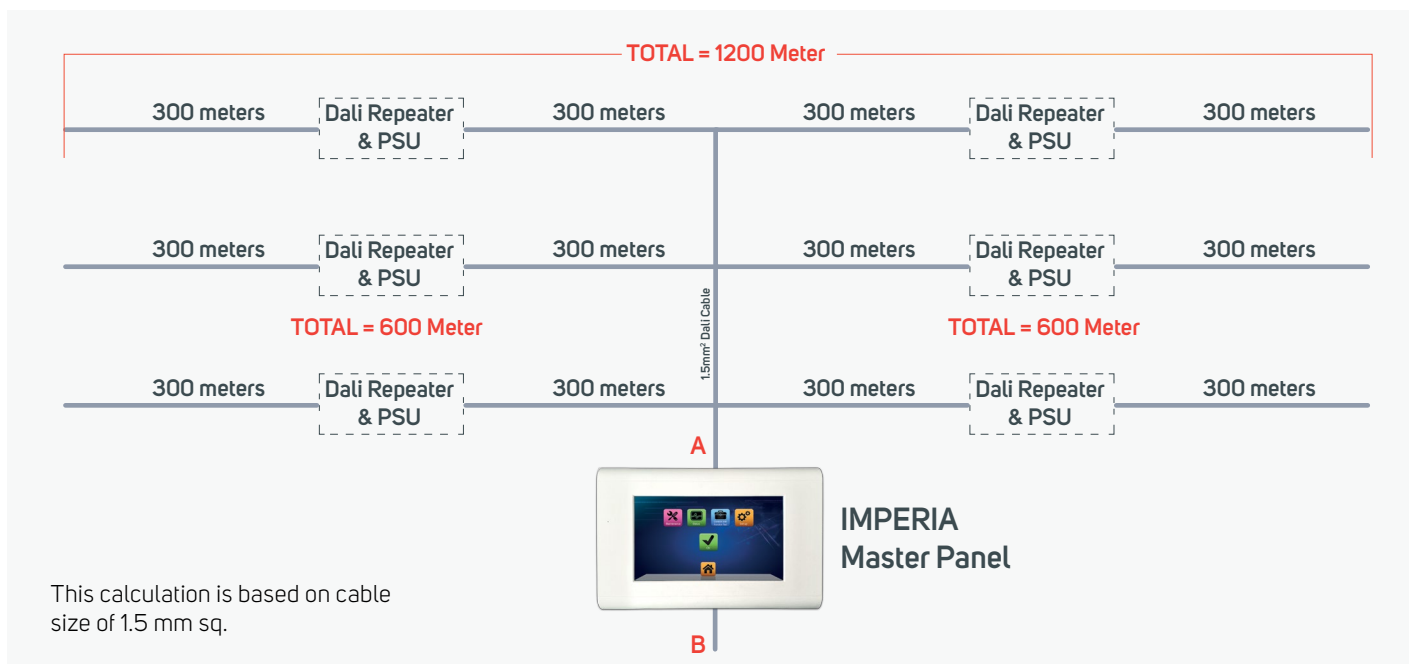 TOTAL = 1200 Meter
300 meters
Dali Repeater
& PSU
300 meters
300 meters
Dali Repeater
& PSU
300 meters
300 meters
Dali Repeater
& PSU
300 meters
300 meters
Dali Repeater
& PSU
300 meters
1.5mm² Dali Cable
TOTAL = 600 Meter
TOTAL = 600 Meter
300 meters
Dali Repeater
& PSU
300 meters
300 meters
Dali Repeater
& PSU
300 meters
A
IMPERIA
Master Panel
This calculation is based on cable
size of 1.5 mm sq.
B